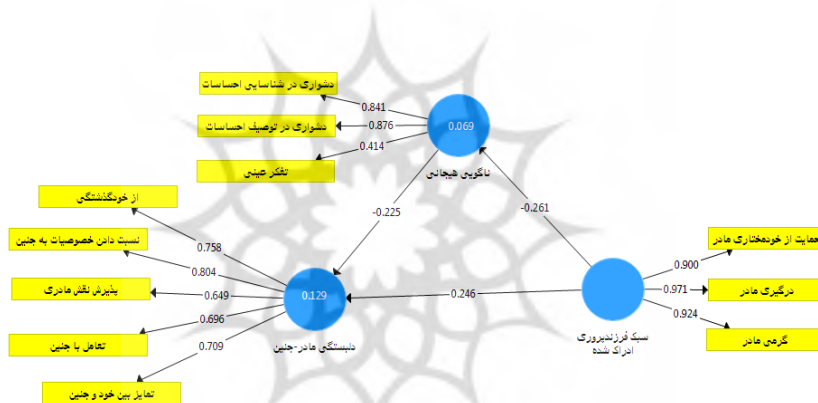 دشواری در شناسایی احساسات
0.841
0.069
دشواری در توصیف احساسات
0.876
0.414
تفکر عینی
ناگویی هیجانی
از خودگذشتگی
-0.225
-0.261
نسبت دادن خصوصیات به جنین
0.758
حمایت از خودمختاری مادر
0.900
0.804
پذیرش نقش مادری
0.649
0.129
0.246
0.971
درگیری مادر
0.696
0.924
تعامل با جنین
0.709
دلبستگی مادر-جنین
سبک فرزندپروری
ادراک شده
گرمی مادر
تمایز بین خود و جنین